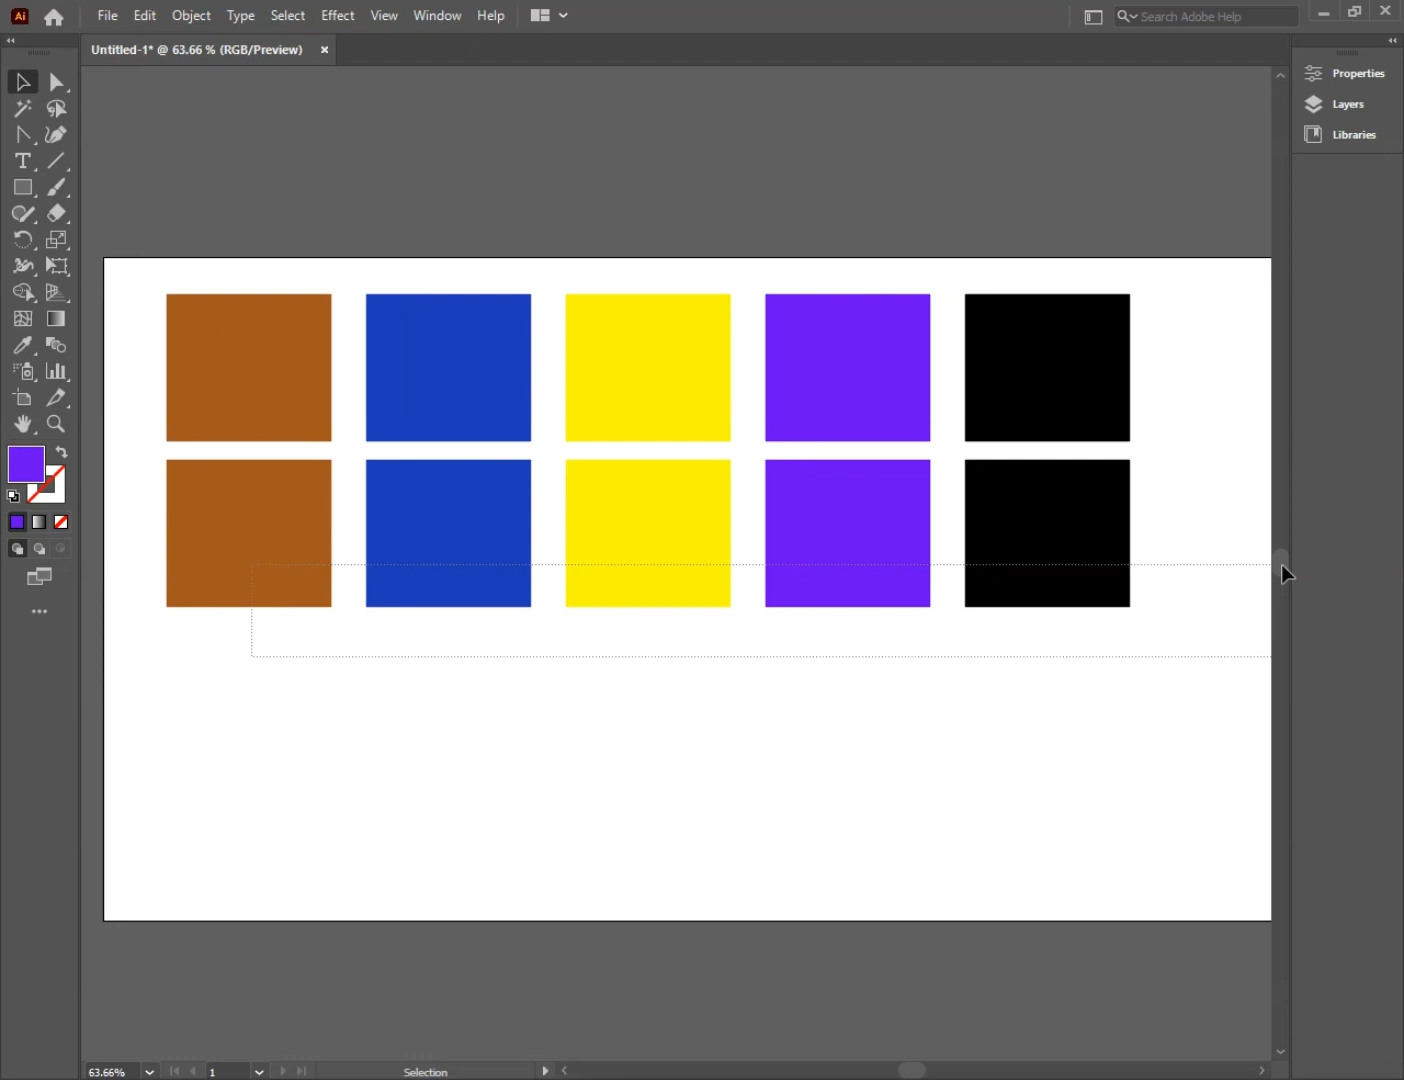 Ai File Edit Object Type Select Effect View Window Help Search Adobe Help
Untitled-1* @ 63.66 % (RGB/Preview) ×
Properties
Layers
Libraries
T
63.66% 1 Selection